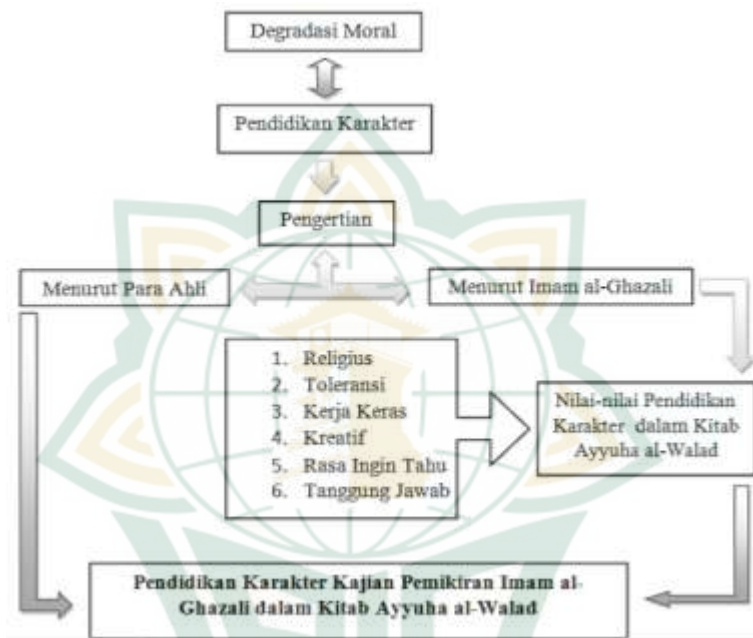 Degradasi Moral
Pendidikan Karakter
Pengertian
Menurut Para Ahli
Menurut Imam al-Ghazali
1. Religius
2. Toleransi
3. Kerja Keras
4. Kreatif
5. Rasa Ingin Tahu
6. Tanggung Jawab
Nilai-nilai Pendidikan
Karakter dalam Kitab
Ayyuha al-Walad
Pendidikan Karakter Kajian Pemikiran Imam al-
Ghazali dalam Kitab Ayyuha al-Walad